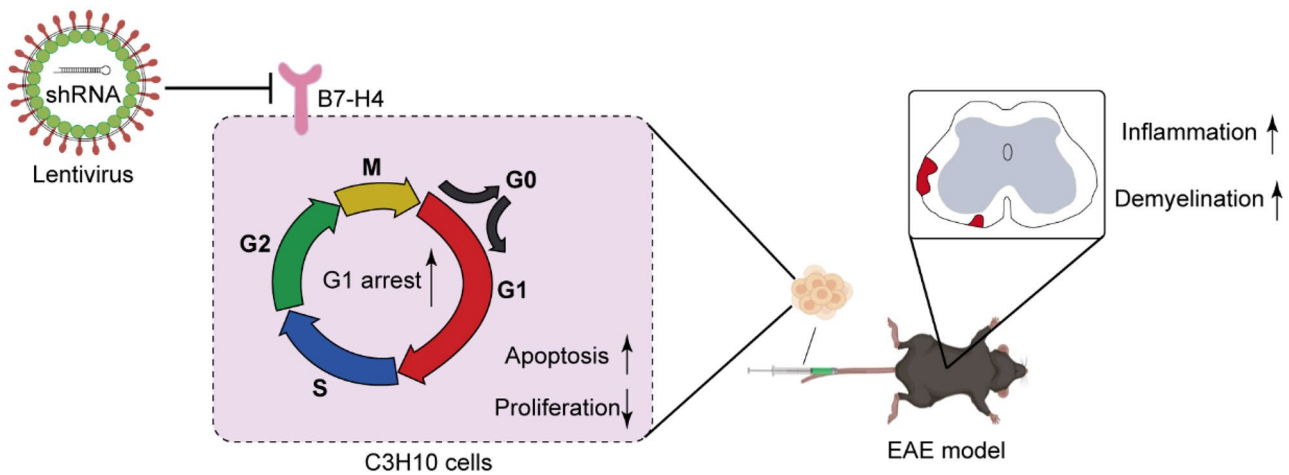 shRNA
Lentivirus
B7-H4
M
G0
G2
G1 arrest
G1
S
Apoptosis
Proliferation
C3H10 cells
Inflammation
Demyelination
EAE model